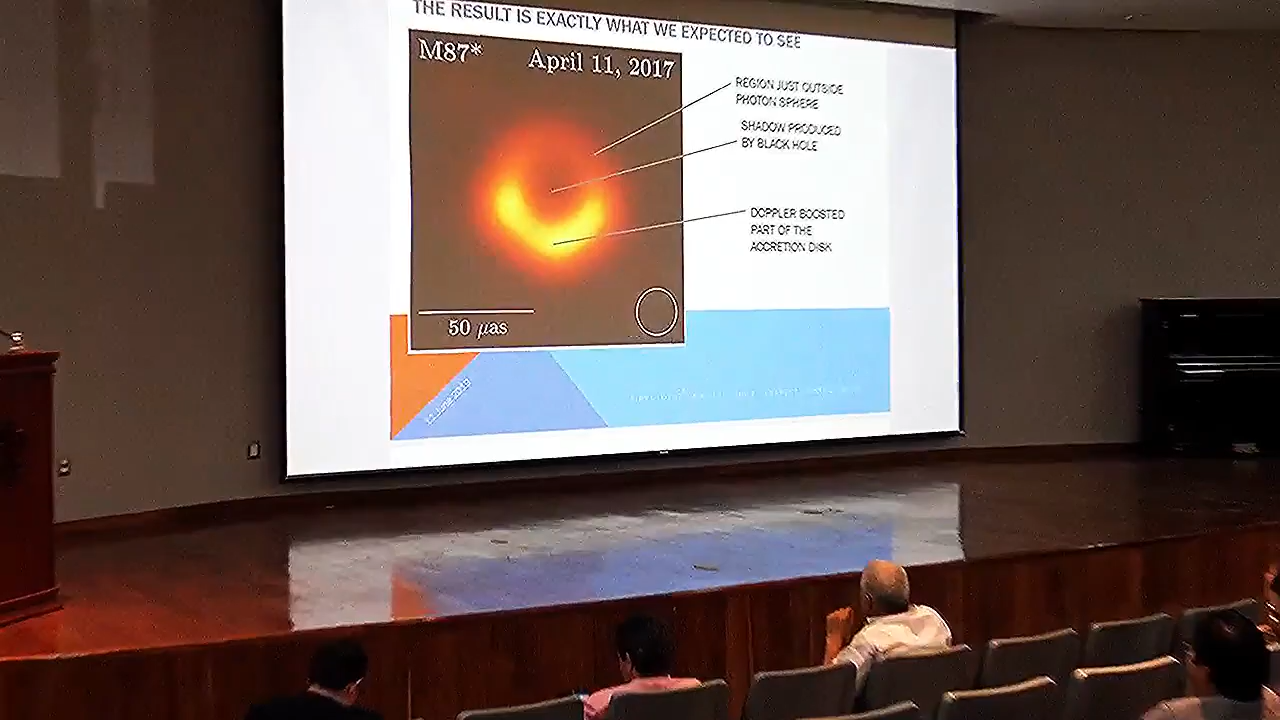 THE RESULT IS EXACTLY WHAT WE EXPECTED TO SEE
M87* April 11, 2017
REGION JUST OUTSIDE
PHOTON SPHERE
SHADOW PRODUCED
BY BLACK HOLE
DOPPLER BOOSTED
PART OF THE
ACCRETION DISK
50 μas